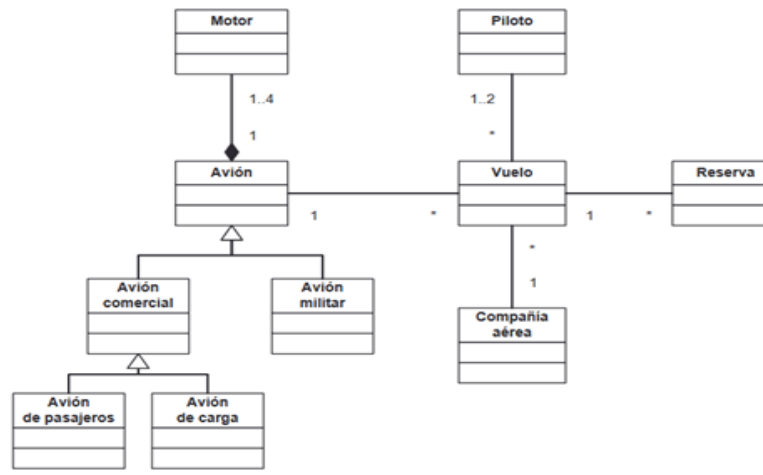 Motor
Piloto
1..4
1..2
1
*
Avión
Vuelo
Reserva
1
*
1
*
*
1
Avión
comercial
Avión
militar
Compañía
aérea
Avión
de pasajeros
Avión
de carga